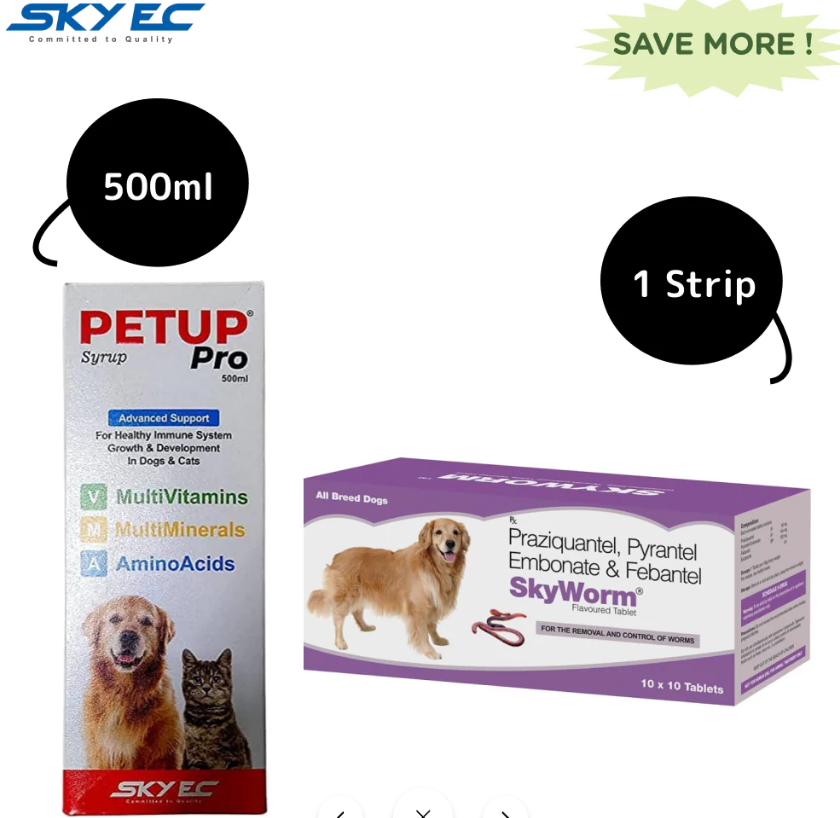 SKY EC
Committed to Quality
SAVE MORE !
500ml
1 Strip
PETUP®
Syrup Pro
500ml
Advanced Support
For Healthy Immune System
Growth & Development
In Dogs & Cats
V MultiVitamins
M MultiMinerals
A AminoAcids
SKY EC
Committed to Quality
SKYWORM
All Breed Dogs
Rx
Praziquantel, Pyrantel
Embonate & Febantel
SkyWorm®
Flavoured Tablet
FOR THE REMOVAL AND CONTROL OF WORMS
10 x 10 Tablets